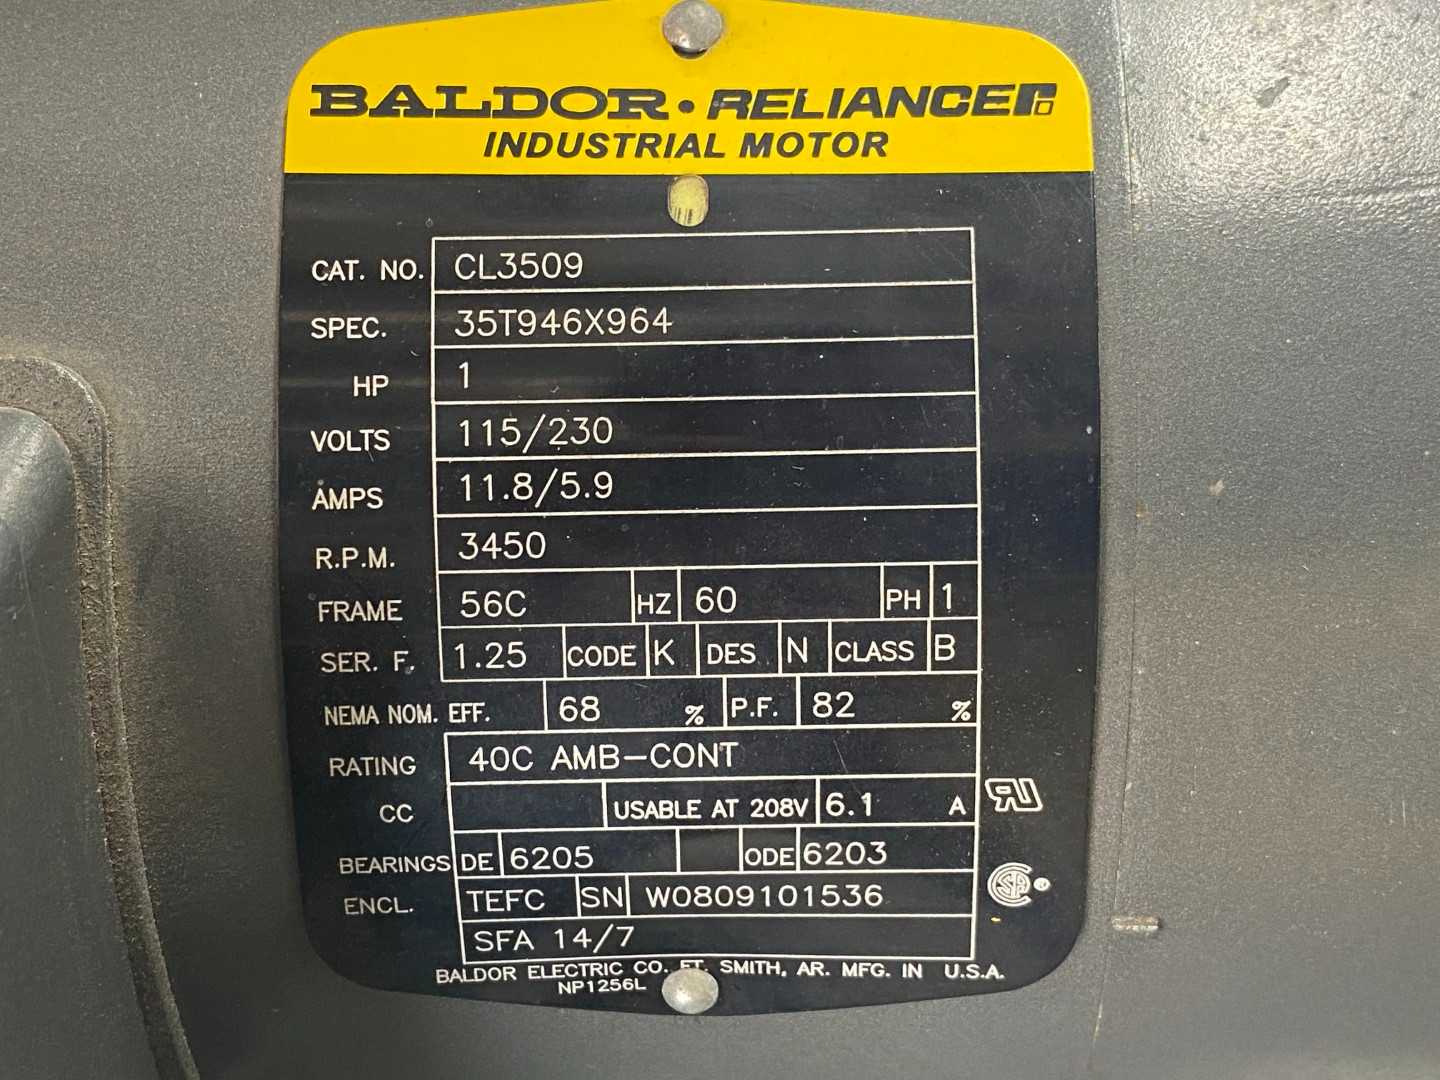 BALDOR • RELIANCER
INDUSTRIAL MOTOR
CAT. NO. CL3509
SPEC. 35T946X964
HP 1
VOLTS 115/230
AMPS 11.8/5.9
R.P.M. 3450
FRAME 56C HZ 60 PH 1
SER. F. 1.25 CODE K DES N CLASS B
NEMA NOM. EFF. 68 % P.F. 82 %
RATING 40C AMB-CONT
CC USABLE AT 208V 6.1 A
BEARINGS DE 6205 ODE 6203
ENCL. TEFC SN W0809101536
SFA 14/7
BALDOR ELECTRIC CO. FT. SMITH, AR. MFG. IN U.S.A.
NP1256L